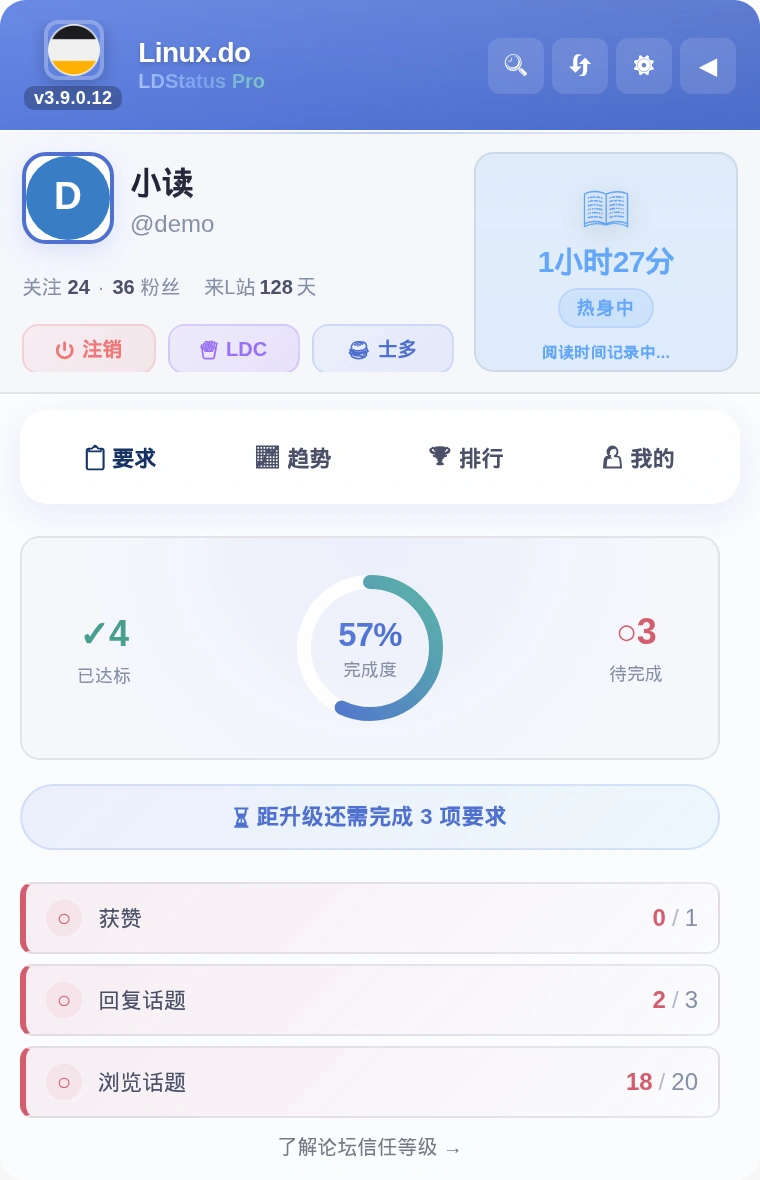 Linux.do
LDStatus Pro
v3.9.0.12
小读
@demo
关注 24 · 36 粉丝 来L站 128 天
注销
LDC
士多
1小时27分
热身中
阅读时间记录中...
要求
趋势
排行
我的
✓4
已达标
57%
完成度
○3
待完成
距升级还需完成 3 项要求
获赞 0 / 1
回复话题 2 / 3
浏览话题 18 / 20
了解论坛信任等级 →